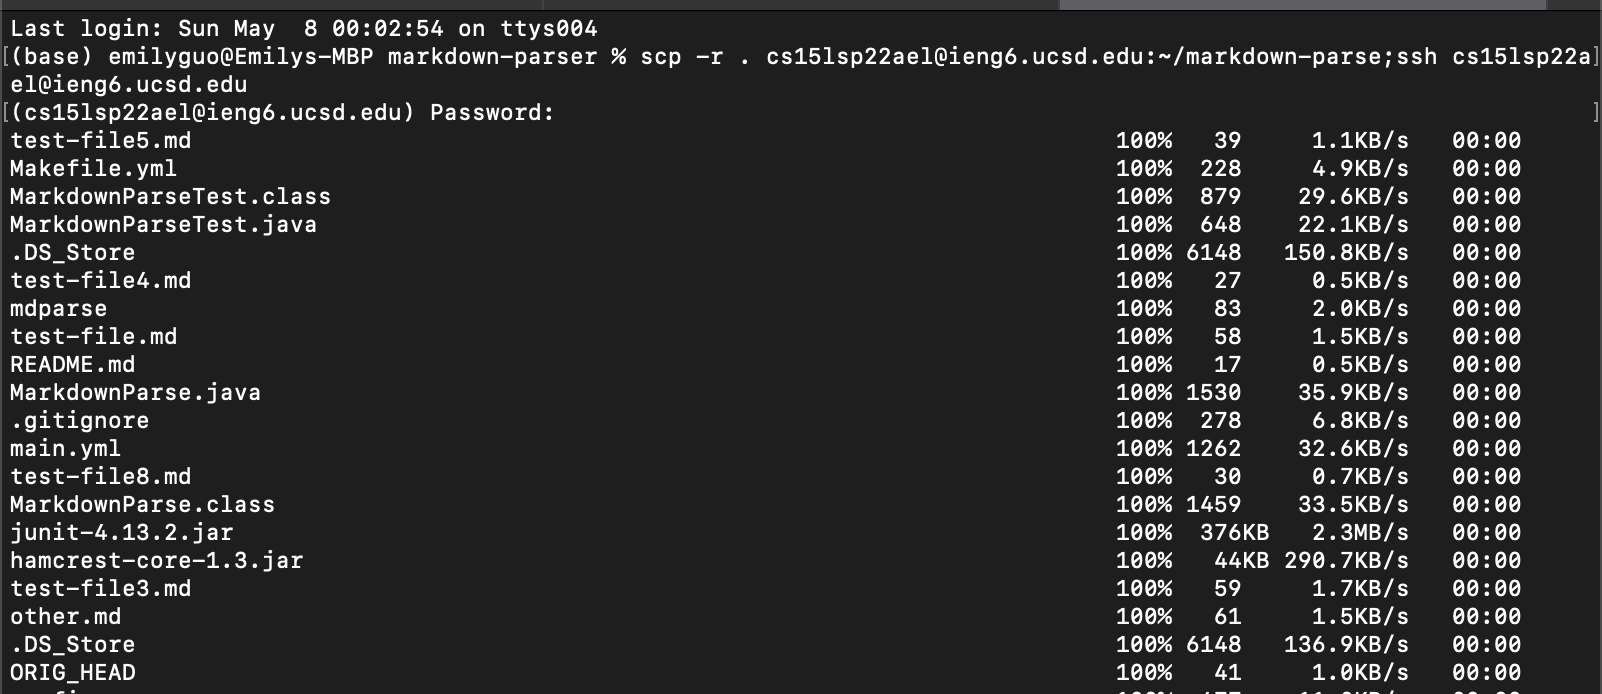 Last login: Sun May  8 00:02:54 on ttys004
[(base) emilyguo@Emilys-MBP markdown-parser % scp -r . cs15lsp22ael@ieng6.ucsd.edu:~/markdown-parse;ssh cs15lsp22a]
el@ieng6.ucsd.edu
[(cs15lsp22ael@ieng6.ucsd.edu) Password: ]
test-file5.md 100% 39 1.1KB/s 00:00
Makefile.yml 100% 228 4.9KB/s 00:00
MarkdownParseTest.class 100% 879 29.6KB/s 00:00
MarkdownParseTest.java 100% 648 22.1KB/s 00:00
.DS_Store 100% 6148 150.8KB/s 00:00
test-file4.md 100% 27 0.5KB/s 00:00
mdparse 100% 83 2.0KB/s 00:00
test-file.md 100% 58 1.5KB/s 00:00
README.md 100% 17 0.5KB/s 00:00
MarkdownParse.java 100% 1530 35.9KB/s 00:00
.gitignore 100% 278 6.8KB/s 00:00
main.yml 100% 1262 32.6KB/s 00:00
test-file8.md 100% 30 0.7KB/s 00:00
MarkdownParse.class 100% 1459 33.5KB/s 00:00
junit-4.13.2.jar 100% 376KB 2.3MB/s 00:00
hamcrest-core-1.3.jar 100% 44KB 290.7KB/s 00:00
test-file3.md 100% 59 1.7KB/s 00:00
other.md 100% 61 1.5KB/s 00:00
.DS_Store 100% 6148 136.9KB/s 00:00
ORIG_HEAD 100% 41 1.0KB/s 00:00